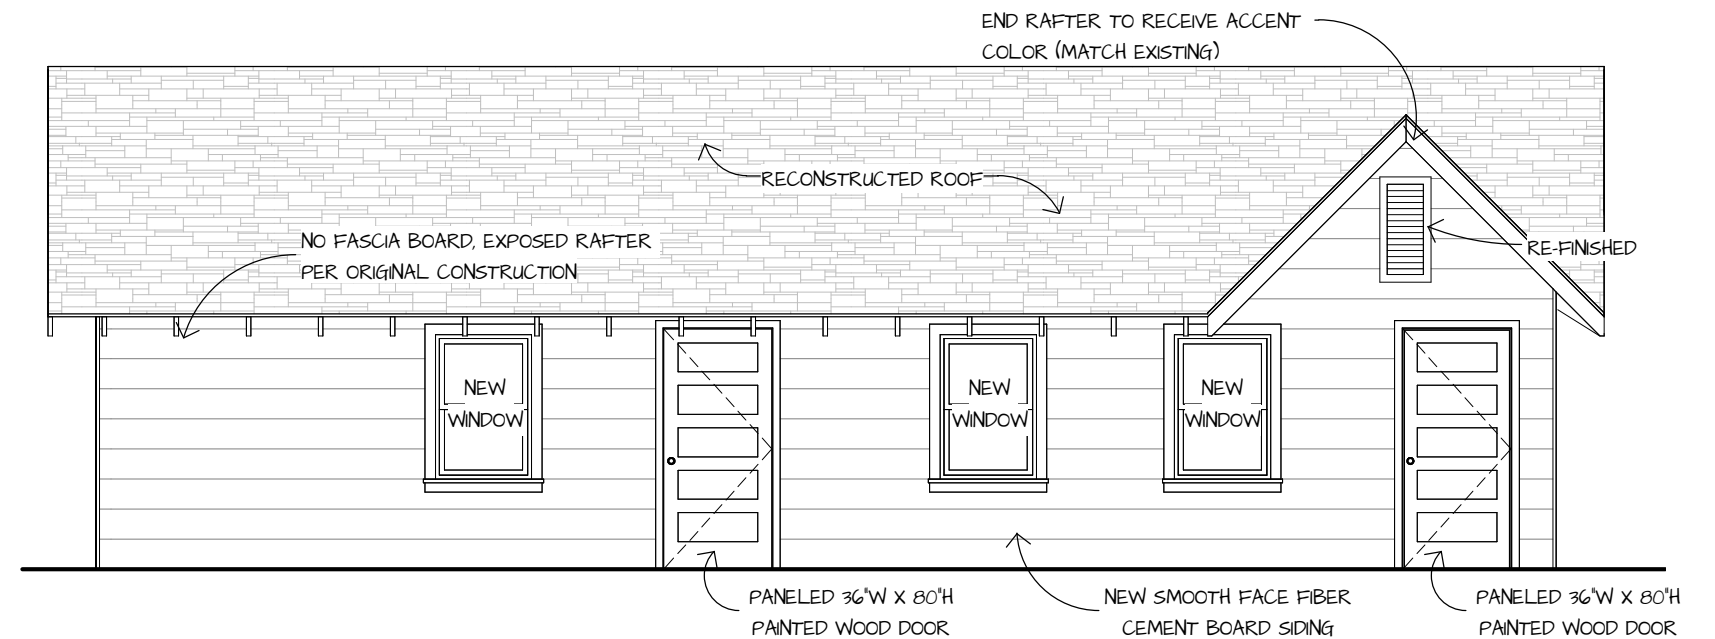 END RAFTER TO RECEIVE ACCENT
COLOR (MATCH EXISTING)
RECONSTRUCTED ROOF
NO FASCIA BOARD, EXPOSED RAFTER
PER ORIGINAL CONSTRUCTION
RE-FINISHED
NEW
WINDOW
NEW
WINDOW
NEW
WINDOW
PANELED 36"W X 80"H
PAINTED WOOD DOOR
NEW SMOOTH FACE FIBER
CEMENT BOARD SIDING
PANELED 36"W X 80"H
PAINTED WOOD DOOR